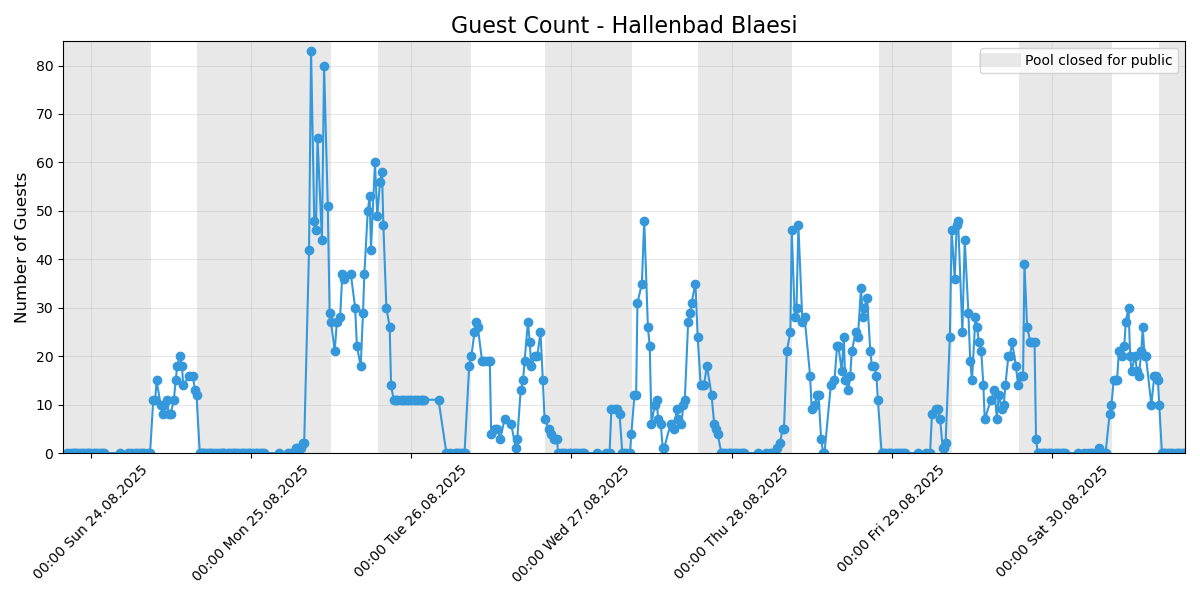 Guest Count - Hallenbad Blaesi
Pool closed for public
Number of Guests
80
70
60
50
40
30
20
10
0
00:00 Sun 24.08.2025
00:00 Mon 25.08.2025
00:00 Tue 26.08.2025
00:00 Wed 27.08.2025
00:00 Thu 28.08.2025
00:00 Fri 29.08.2025
00:00 Sat 30.08.2025